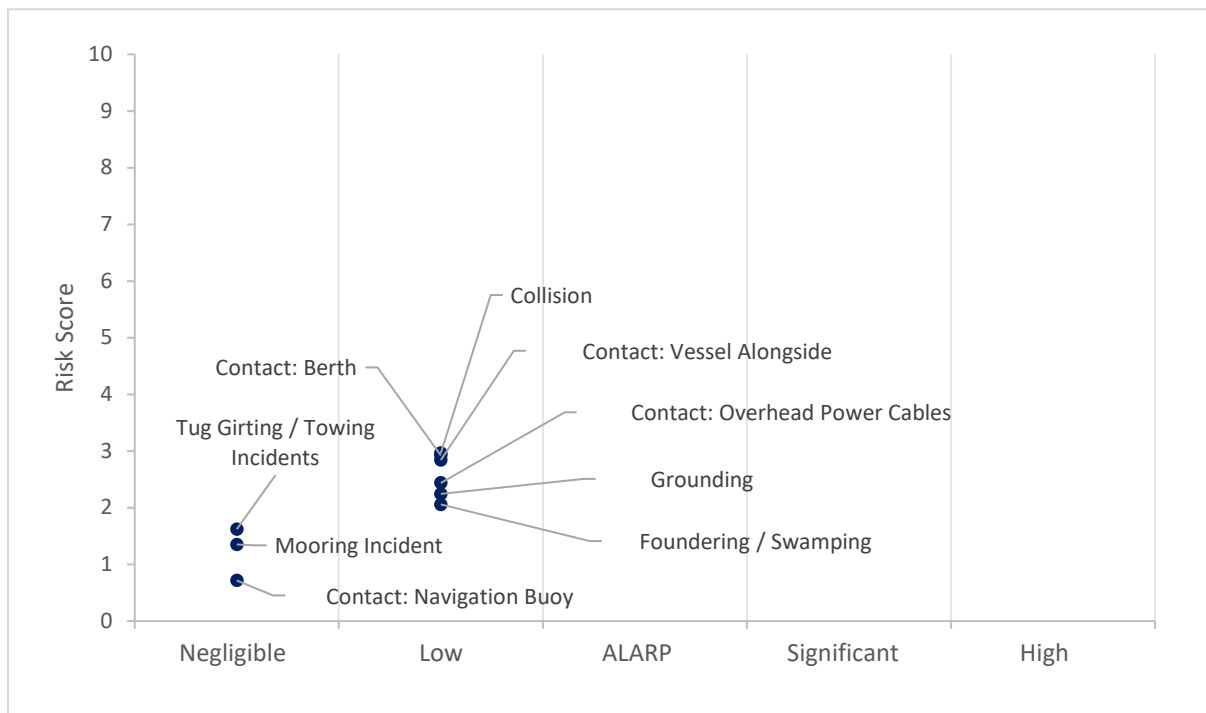 10
9
8
7
6
5
4
3
2
1
0
Risk Score
Collision
Contact: Vessel Alongside
Contact: Berth
Contact: Overhead Power Cables
Tug Girting / Towing
Incidents
Grounding
Mooring Incident
Foundering / Swamping
Contact: Navigation Buoy
Negligible
Low
ALARP
Significant
High